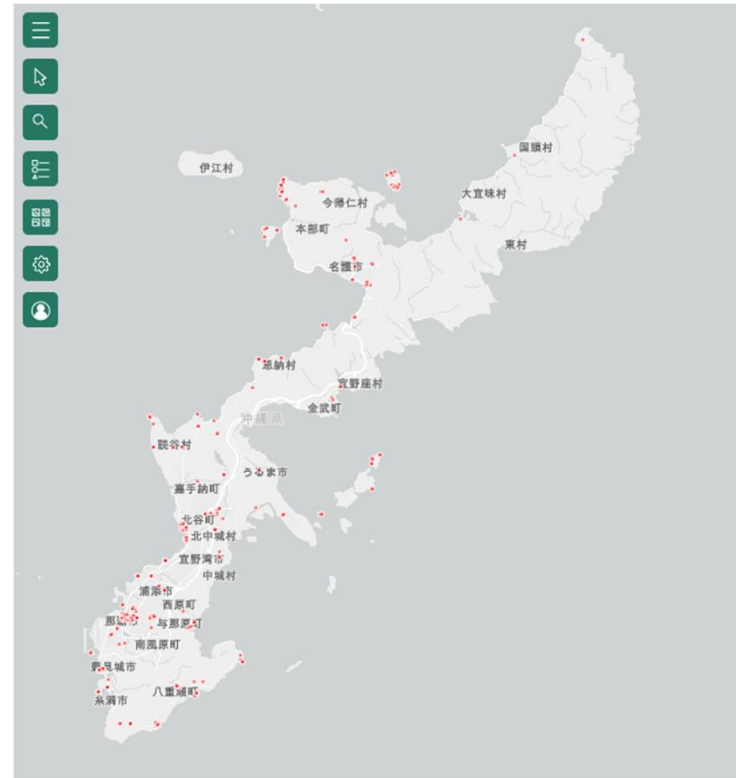 国頭村
伊江村
大宜味村
今帰仁村
本部町
東村
名護市
恩納村
宜野座村
金武町
沖縄県
読谷村
うるま市
嘉手納町
北谷町
北中城村
宜野湾市
中城村
浦添市
西原町
那覇市
与那原町
南風原町
豊見城市
八重瀬町
糸満市